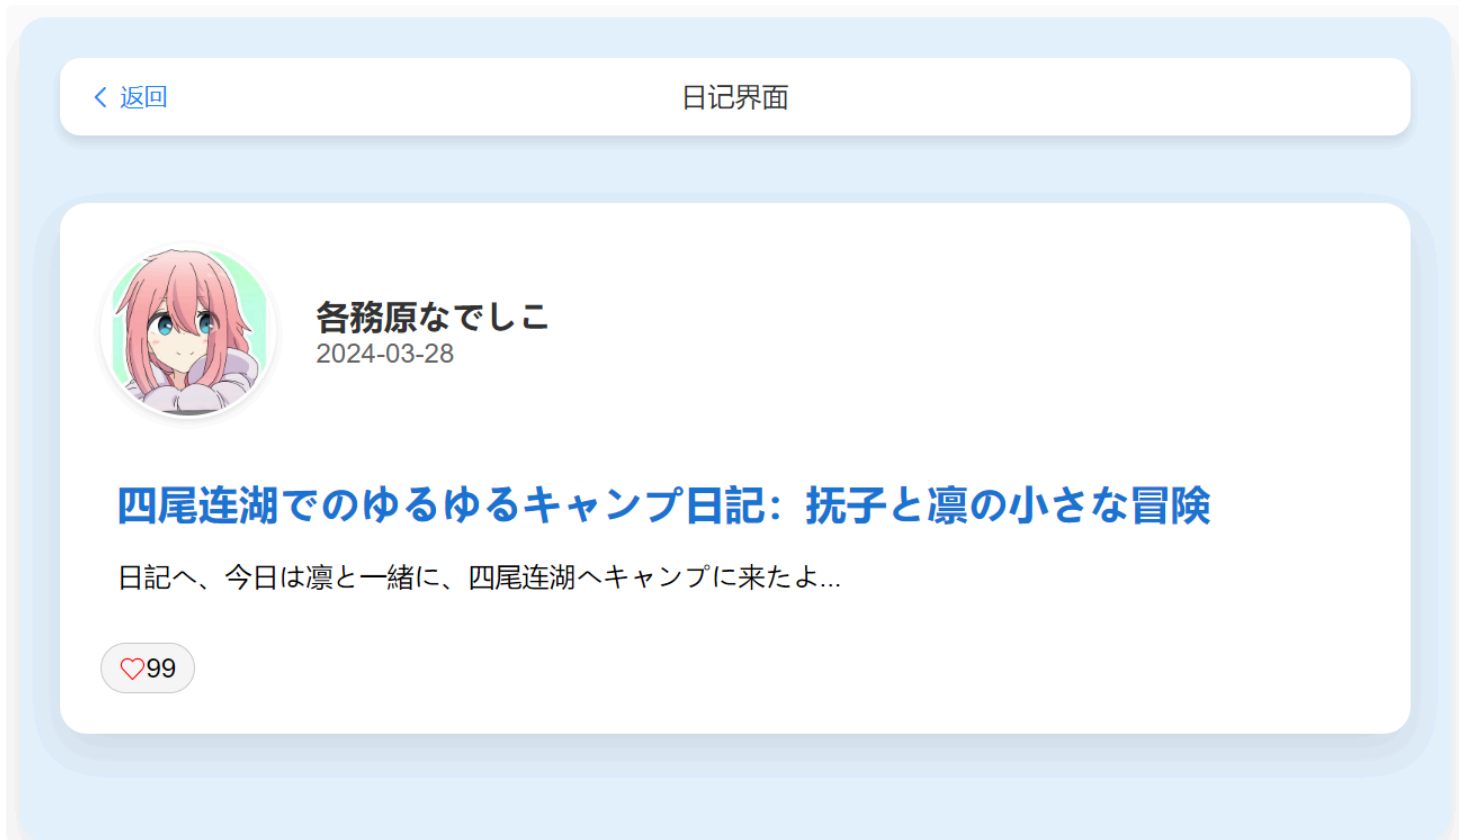 返回
日记界面
各務原なでしこ
2024-03-28
四尾连湖でのゆるゆるキャンプ日記：抚子と凛の小さな冒険
日記へ、今日は凛と一緒に、四尾连湖へキャンプに来たよ...
99